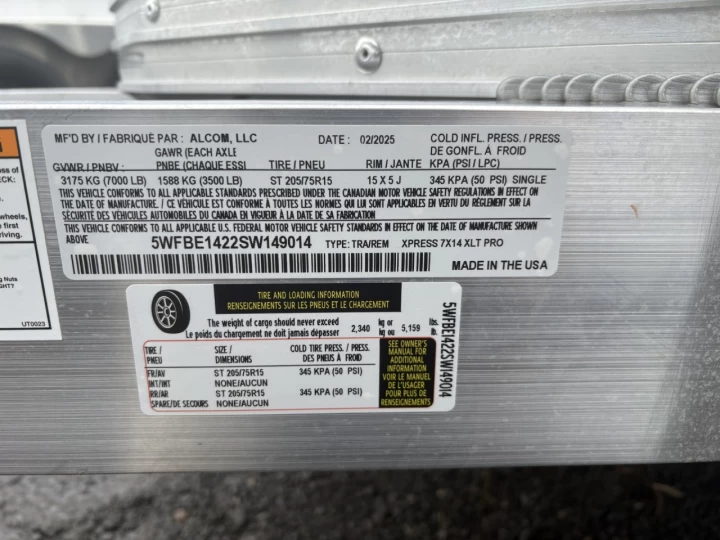 MF'D BY / FABRIQUÉ PAR : ALCOM, LLC DATE : 02/2025 COLD INFL. PRESS. / PRESS.
GAWR (EACH AXLE DE GONFL. À FROID
GVWR / PNBV : PNBE (CHAQUE ESSI TIRE / PNEU RIM / JANTE KPA (PSI / LPC)
3175 KG (7000 LB) 1588 KG (3500 LB) ST 205/75R15 15 X 5 J 345 KPA (50 PSI) SINGLE
THIS VEHICLE CONFORMS TO ALL APPLICABLE STANDARDS PRESCRIBED UNDER THE CANADIAN MOTOR VEHICLE SAFETY REGULATIONS IN EFFECT ON
THE DATE OF MANUFACTURE. / CE VÉHICULE EST CONFORME À TOUTES LES NORMES QUI LUI SONT APPLICABLES EN VERTU DU RÈGLEMENT SUR LA
SÉCURITÉ DES VÉHICULES AUTOMOBILES DU CANADA EN VIGUEUR À LA DATE DE SA FABRICATION
THIS VEHICLE CONFORMS TO ALL APPLICABLE FEDERAL MOTOR VEHICLE SAFETY STANDARDS IN EFFECT ON THE DATE OF MANUFACTURE SHOWN
ABOVE 5WFBE1422SW149014 TYPE: TRA/REM XPRESS 7X14 XLT PRO
MADE IN THE USA
of
CHECK:
wheels,
first
Nuts
UT0023
TIRE AND LOADING INFORMATION
RENSEIGNEMENTS SUR LES PNEUS ET LE CHARGEMENT
The weight of cargo should never exceed
Le poids du chargement ne doit jamais dépasser 2,340 kg or kg ou 5,159 lbs. lb.
TIRE / PNEU SIZE / DIMENSIONS COLD TIRE PRESS. / PRESS. DES PNEUS À FROID
FR/AV ST 205/75R15 345 KPA (50 PSI)
INT/INT NONE/AUCUN
RR/AR ST 205/75R15 345 KPA (50 PSI)
SPARE/DE SECOURS NONE/AUCUN
SEE OWNER'S
MANUAL FOR
ADDITIONAL
INFORMATION
VOIR LE MANUEL
DE L'USAGER
POUR PLUS DE
RENSEIGNEMENTS
5WFBE1422SW149014